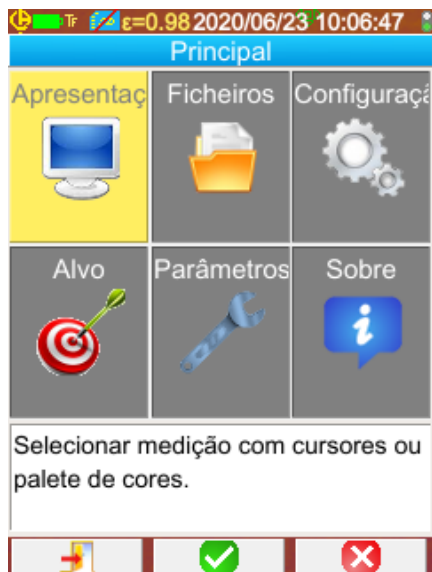 Tf ε=0.98 2020/06/23 10:06:47
Principal
Apresentaç Ficheiros Configuraçã
Alvo Parâmetros Sobre
Selecionar medição com cursores ou
palete de cores.